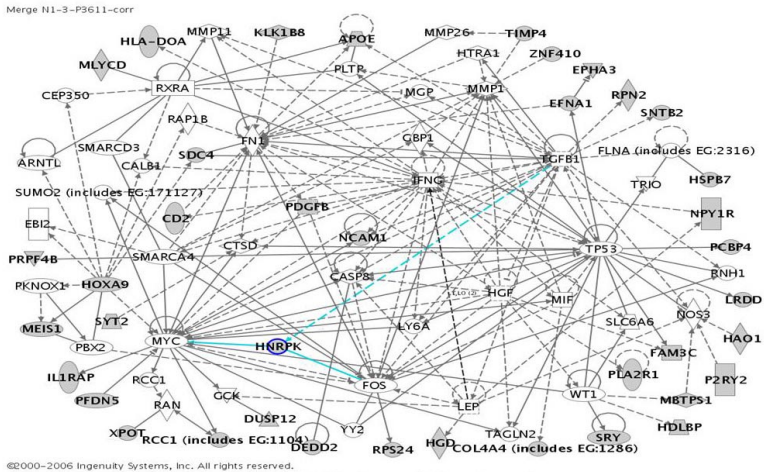 Merge N1-3-P3611-corr
MMP11
KLK1B8
APOE
MMP26
TIMP4
HLA-DOA
HTRA1
ZNF410
MLYCD
PLTP
EPHA3
RXRA
MGP
MMP1
RPN2
CEP350
EFNA1
SNTB2
RAP1B
FN1
GBP1
SMARCD3
SDC4
TGFB1
FLNA (includes EG:2316)
ARNTL
CALB1
IFNG
TRIO
HSPB7
SUMO2 (includes EG:171127)
PDGFB
NPY1R
EBI2
CD2
NCAM1
CTSD
TP53
PCBP4
PRPF4B
SMARCA4
RNH1
PKNOX1
HOXA9
CASP8
HGF
MIF
LRDD
MEIS1
SYT2
LY6A
SLC6A6
NOS3
PBX2
MYC
HNRPK
FAM3C
HAO1
IL1RAP
RCC1
FOS
PLA2R1
P2RY2
PFDN5
RAN
GCK
LEP
WT1
MBTPS1
DUSP12
HDLBP
XPOT
RCC1 (includes EG:1104)
DEDD2
YY2
RPS24
HGD
TAGLN2
COL4A4 (includes EG:1286)
SRY
©2000-2006 Ingenuity Systems, Inc. All rights reserved.